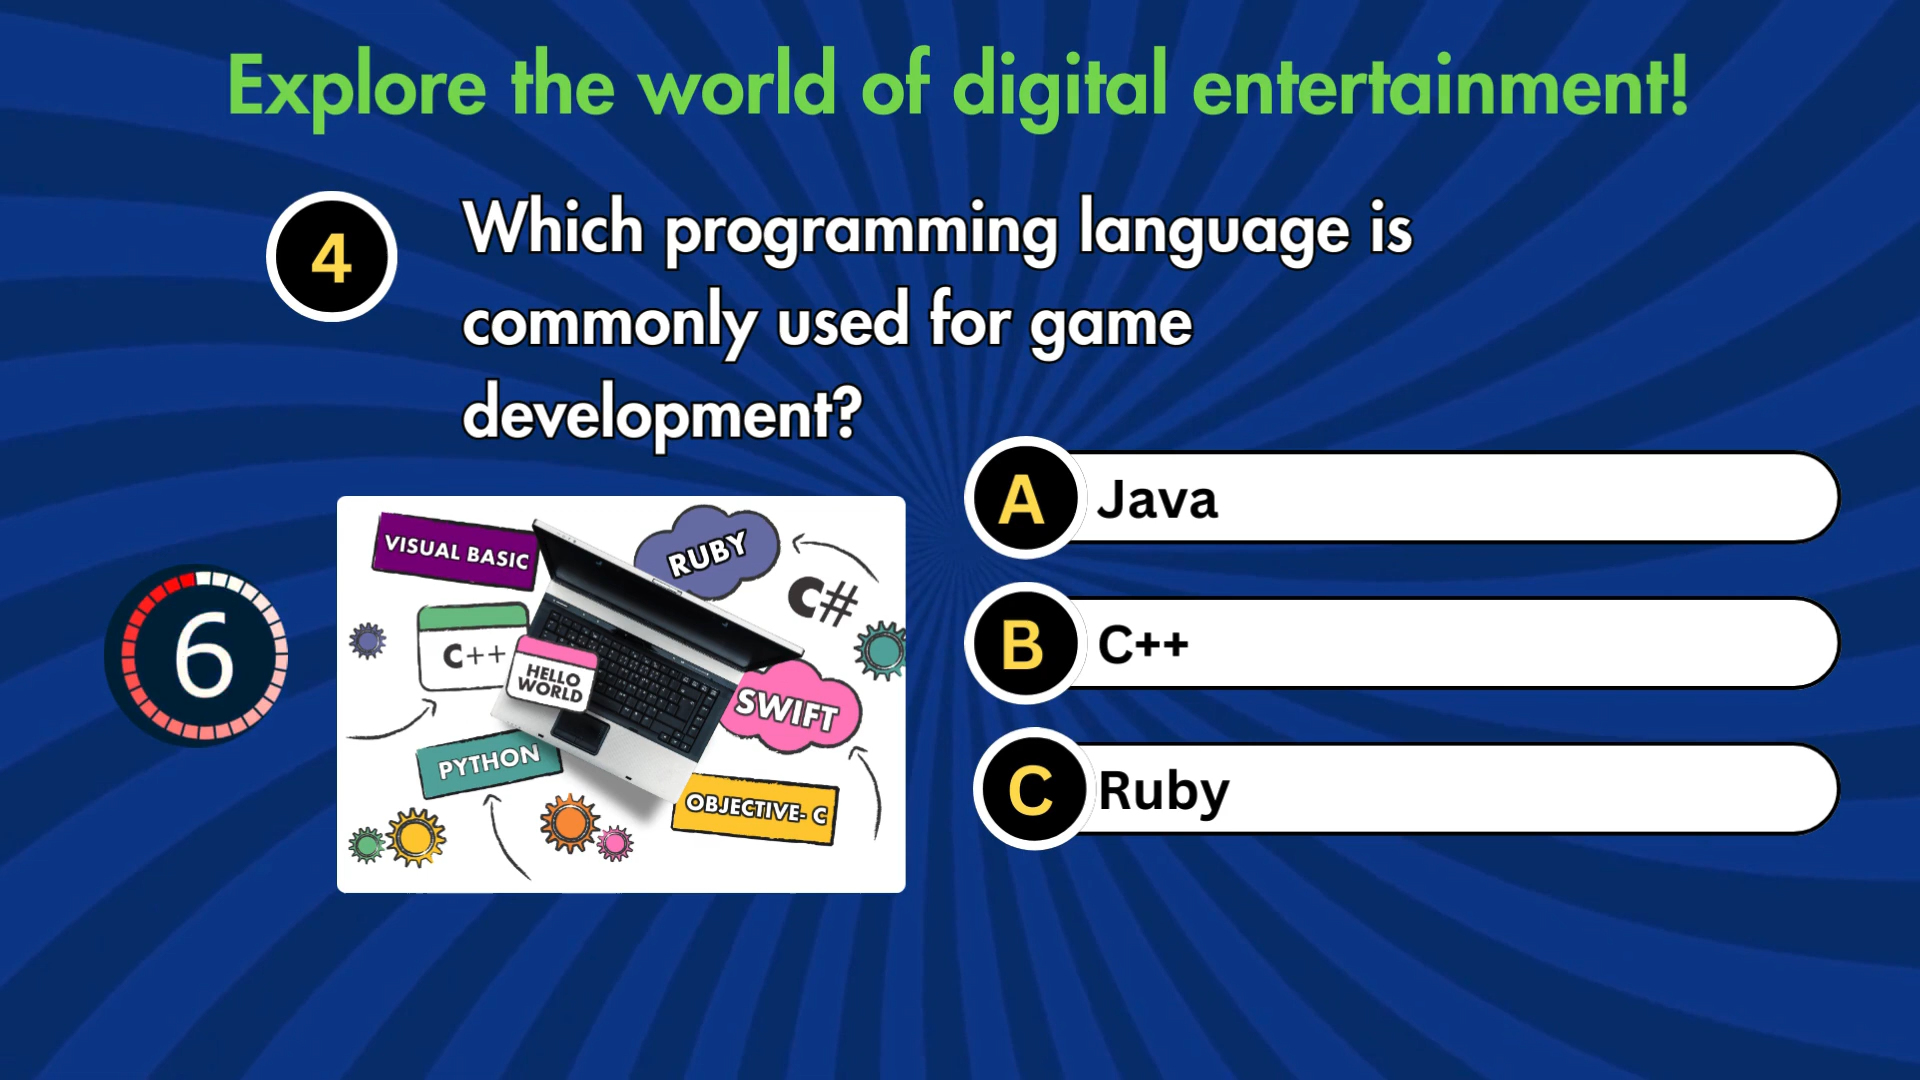 Explore the world of digital entertainment!
4
Which programming language is
commonly used for game
development?
A Java
B C++
C Ruby
6
VISUAL BASIC
RUBY
C#
C++
HELLO
WORLD
SWIFT
PYTHON
OBJECTIVE- C